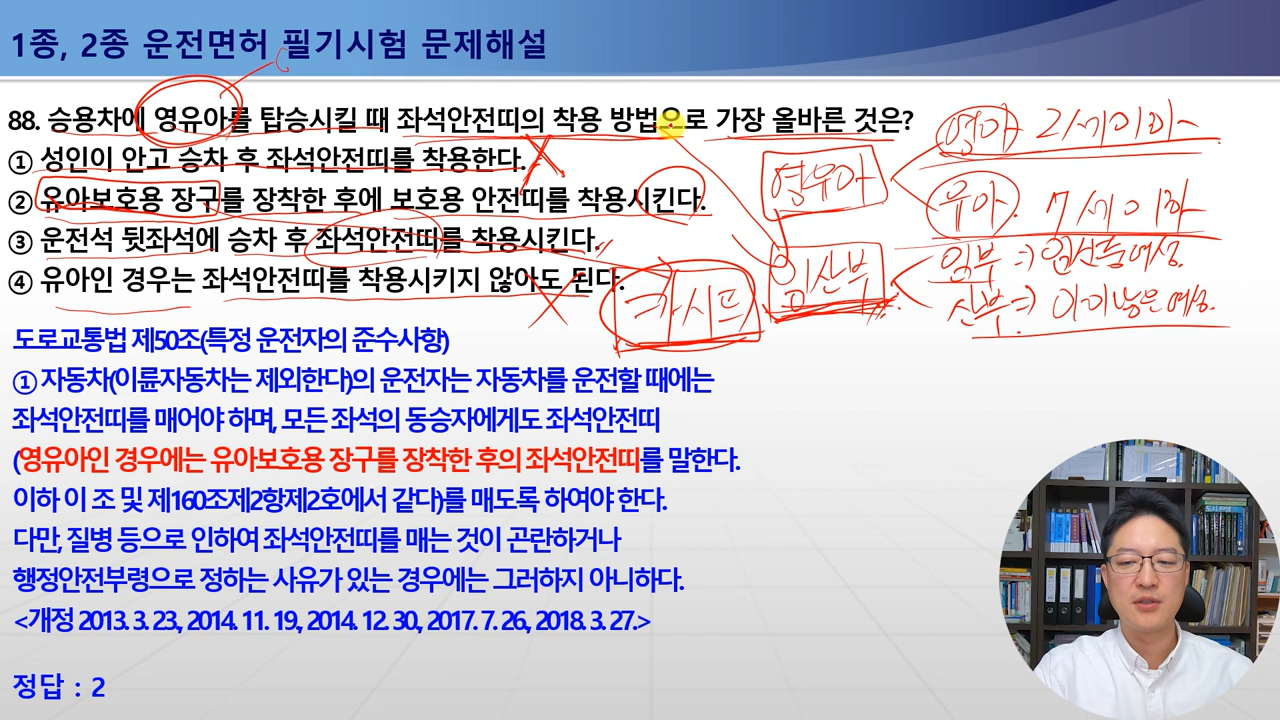 1종, 2종 운전면허 필기시험 문제해설
88. 승용차에 영유아를 탑승시킬 때 좌석안전띠의 착용 방법으로 가장 올바른 것은?
① 성인이 안고 승차 후 좌석안전띠를 착용한다.
② 유아보호용 장구를 장착한 후에 보호용 안전띠를 착용시킨다.
③ 운전석 뒷좌석에 승차 후 좌석안전띠를 착용시킨다.
④ 유아인 경우는 좌석안전띠를 착용시키지 않아도 된다.
영유아
영아 2세 이하
유아. 7세 이하
임산부
임부 ⇒ 임신중 여성.
산부 ⇒ 아이 낳은 여성.
카시트
도로교통법 제50조(특정 운전자의 준수사항)
① 자동차(이륜자동차는 제외한다)의 운전자는 자동차를 운전할 때에는
좌석안전띠를 매어야 하며, 모든 좌석의 동승자에게도 좌석안전띠
(영유아인 경우에는 유아보호용 장구를 장착한 후의 좌석안전띠를 말한다.
이하 이 조 및 제160조제2항제2호에서 같다)를 매도록 하여야 한다.
다만, 질병 등으로 인하여 좌석안전띠를 매는 것이 곤란하거나
행정안전부령으로 정하는 사유가 있는 경우에는 그러하지 아니하다.
<개정 2013. 3. 23, 2014. 11. 19, 2014. 12. 30, 2017. 7. 26, 2018. 3. 27.>
정답 : 2